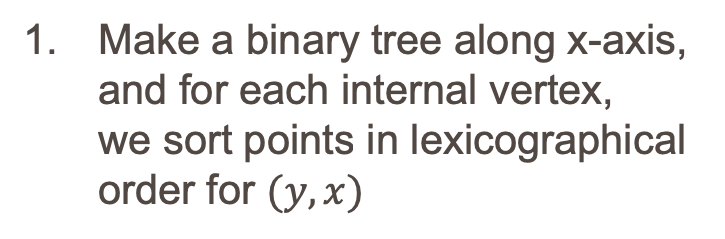 1. Make a binary tree along x-axis,
and for each internal vertex,
we sort points in lexicographical
order for (y, x)